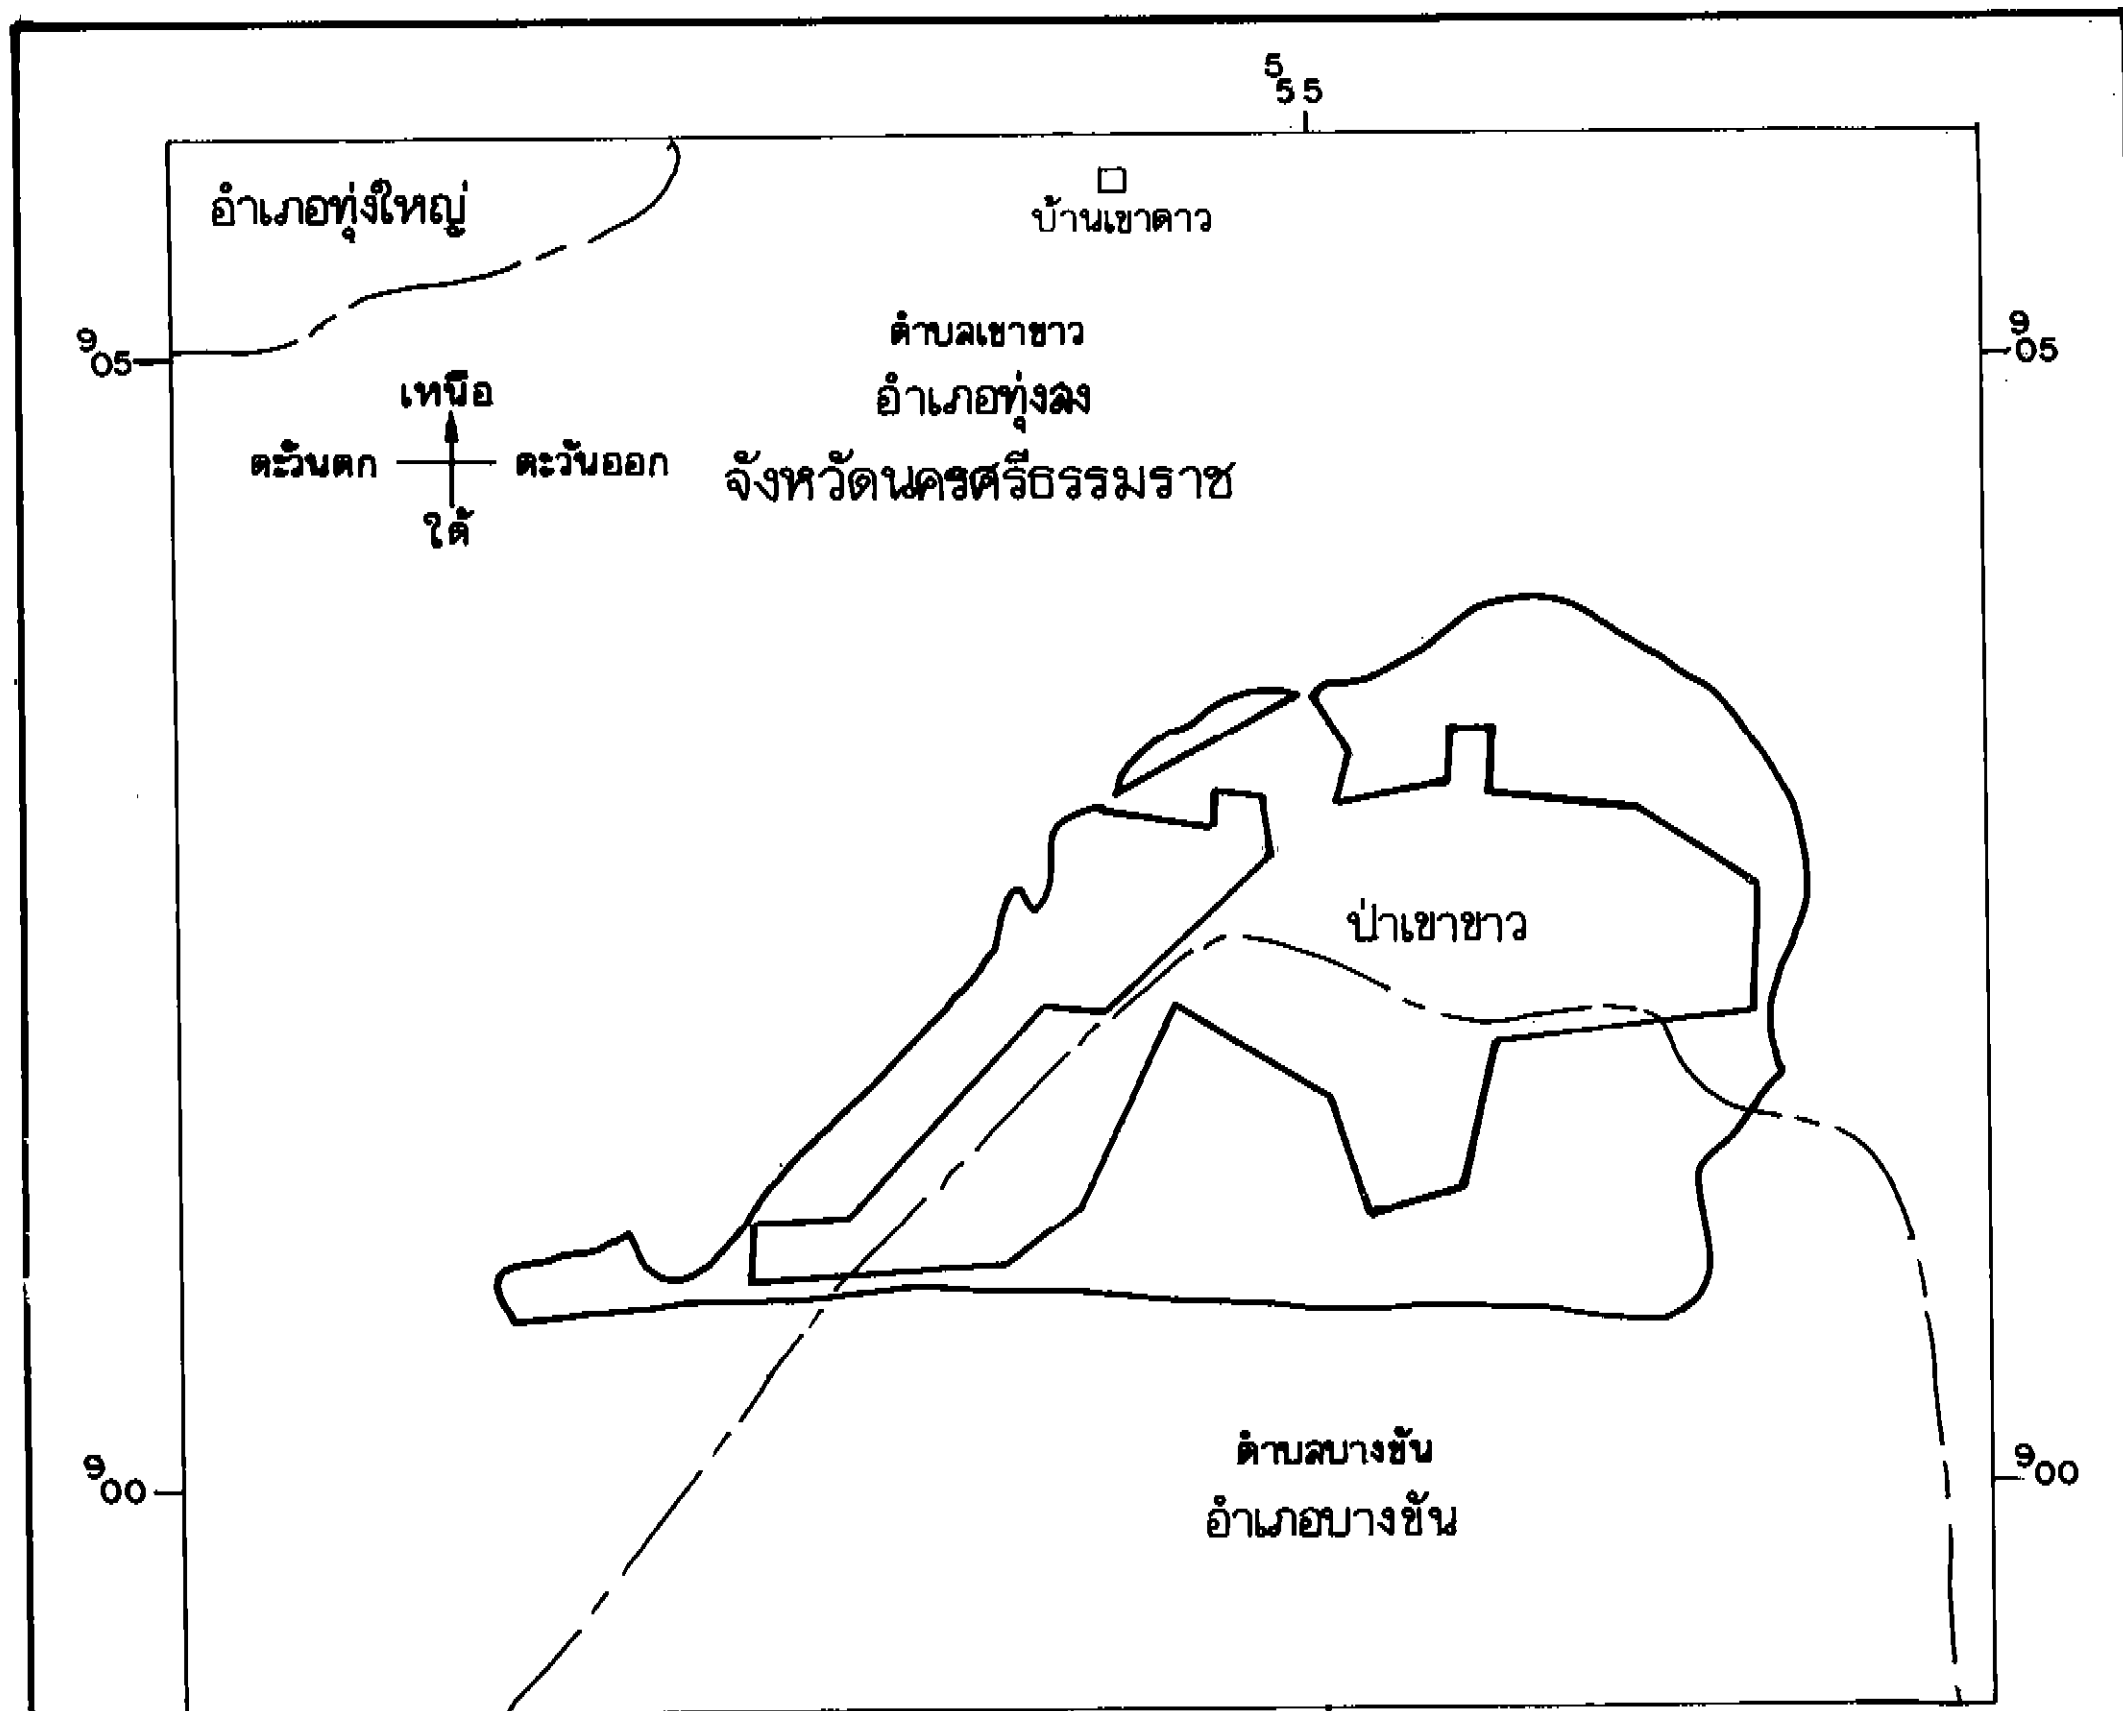 5
55
อำเภอทุ่งใหญ่
บ้านเขาดาว
9
05
9
05
ตำบลเขาขาว
อำเภอทุ่งสง
จังหวัดนครศรีธรรมราช
เหนือ
ตะวันตก
ตะวันออก
ใต้
ป่าเขาขาว
9
00
9
00
ตำบลบางขัน
อำเภอบางขัน